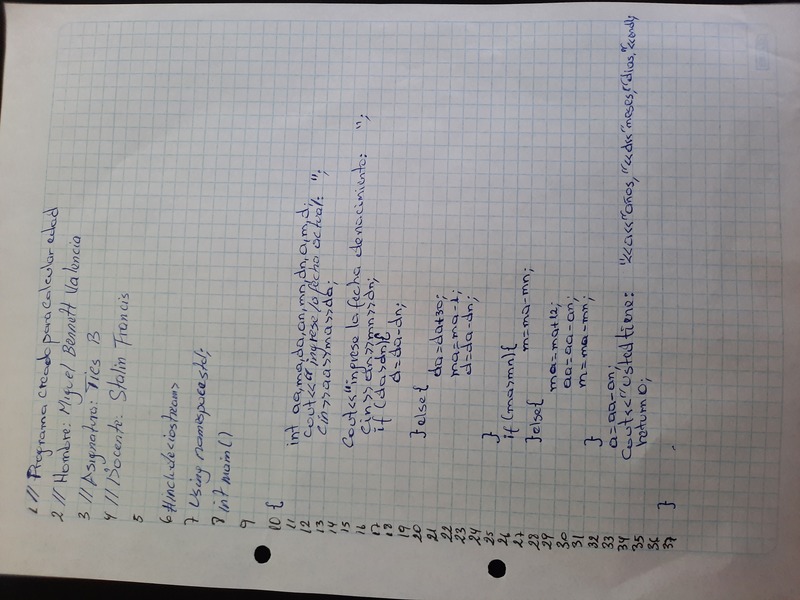 1 // Programa creado para calcular edad
2 // Nombre: Miguel Bennett Valencia
3 // Asignatura: Tics B
4 // Docente: Stalin Francis
5
6 #include<iostream>
7 Using namespace std;
8 int main()
9
10 {
11 int aa,ma,da,an,mn,dn,a,m,d;
12 Cout<<"ingrese la fecha actual: ";
13 Cin>>aa>>ma>>da;
14
15 Cout<<"ingrese la fecha de nacimiento: ";
16 Cin>>dn>>mn>>dn;
17 if (da>dn){
18 d=da-dn;
19
20 }else{
21 da=da+30;
22 ma=ma-1;
23 d=da-dn;
24
25 }
26 if (ma>mn){
27 m=ma-mn;
28 }else{
29 ma=ma+12;
30 aa=aa-an;
31 m=ma-mn;
32 }
33 a=aa-an;
34 Cout<<"Usted tiene: "<<a<<"años, "<<d<<"meses,"dias,"<<endl;
35 return 0;
36
37 }